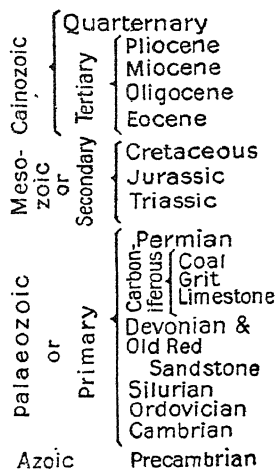 Cainozoic
Quarternary
Tertiary
Pliocene
Miocene
Oligocene
Eocene
Meso-
zoic
or
Secondary
Cretaceous
Jurassic
Triassic
Palaeozoic
or
Primary
Permian
Carbon-
iferous
Coal
Grit
Limestone
Devonian &
Old Red
Sandstone
Silurian
Ordovician
Cambrian
Azoic Precambrian